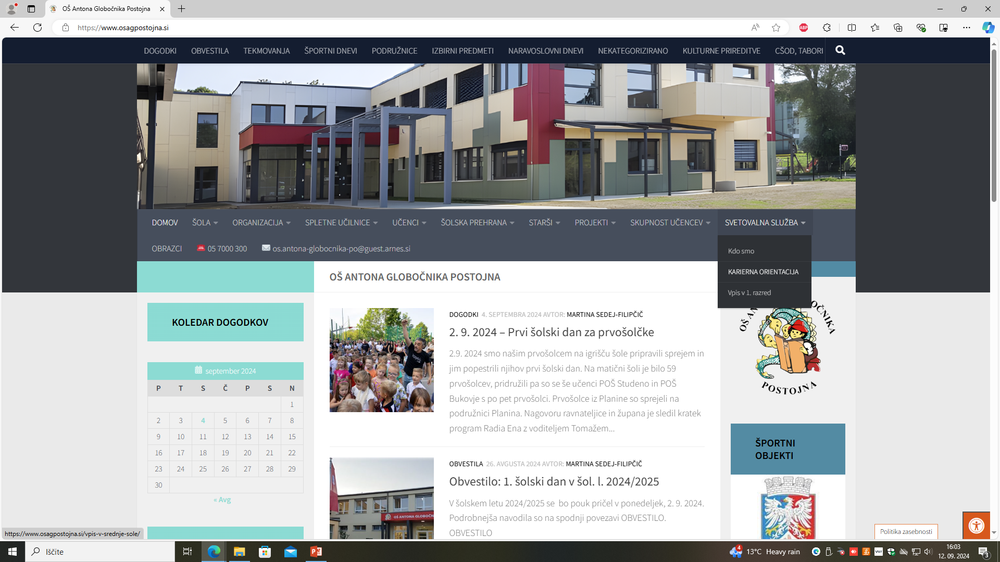 OŠ Antona Globočnika Postojna
https://www.osagpostojna.si
DOGODKI OBVESTILA TEKMOVANJA ŠPORTNI DNEVI PODRUŽNICE IZBIRNI PREDMETI NARAVOSLOVNI DNEVI NEKATEGORIZIRANO KULTURNE PRIREDITVE CŠOD, TABORI
DOMOV ŠOLA ORGANIZACIJA SPLETNE UČILNICE UČENCI ŠOLSKA PREHRANA STARŠI PROJEKTI SKUPNOST UČENCEV SVETOVALNA SLUŽBA
OBRAZCI 05 7000 300 os.antona-globocnika-po@guest.arnes.si
Kdo smo
KARIERNA ORIENTACIJA
Vpis v 1. razred
OŠ ANTONA GLOBOČNIKA POSTOJNA
KOLEDAR DOGODKOV
september 2024
P T S Č P S N
1
2 3 4 5 6 7 8
9 10 11 12 13 14 15
16 17 18 19 20 21 22
23 24 25 26 27 28 29
30
« Avg
DOGODKI 4. SEPTEMBRA 2024 AVTOR: MARTINA SEDEJ-FILIPČIČ
2. 9. 2024 – Prvi šolski dan za prvošolčke
2.9. 2024 smo našim prvošolcem na igrišču šole pripravili sprejem in
jim popestrili njihov prvi šolski dan. Na matični šoli je bilo 59
prvošolcev, pridružili pa so se še učenci POŠ Studeno in POŠ
Bukovje s po pet prvošolci. Prvošolce iz Planine so sprejeli na
podružnici Planina. Nagovoru ravnateljice in župana je sledil kratek
program Radia Ena z voditeljem Tomažem...
OBVESTILA 26. AVGUSTA 2024 AVTOR: MARTINA SEDEJ-FILIPČIČ
Obvestilo: 1. šolski dan v šol. l. 2024/2025
V šolskem letu 2024/2025 se bo pouk pričel v ponedeljek, 2. 9. 2024.
Podrobnejša navodila so na spodnji povezavi OBVESTILO.
OBVESTILO
OŠ ANTONA GLOBOČN
POSTOJNA
ŠPORTNI
OBJEKTI
Politika zasebnosti
https://www.osagpostojna.si/vpis-v-srednje-sole/
Iščite
4
13°C Heavy rain
16:03
12. 09. 2024
3
ABP